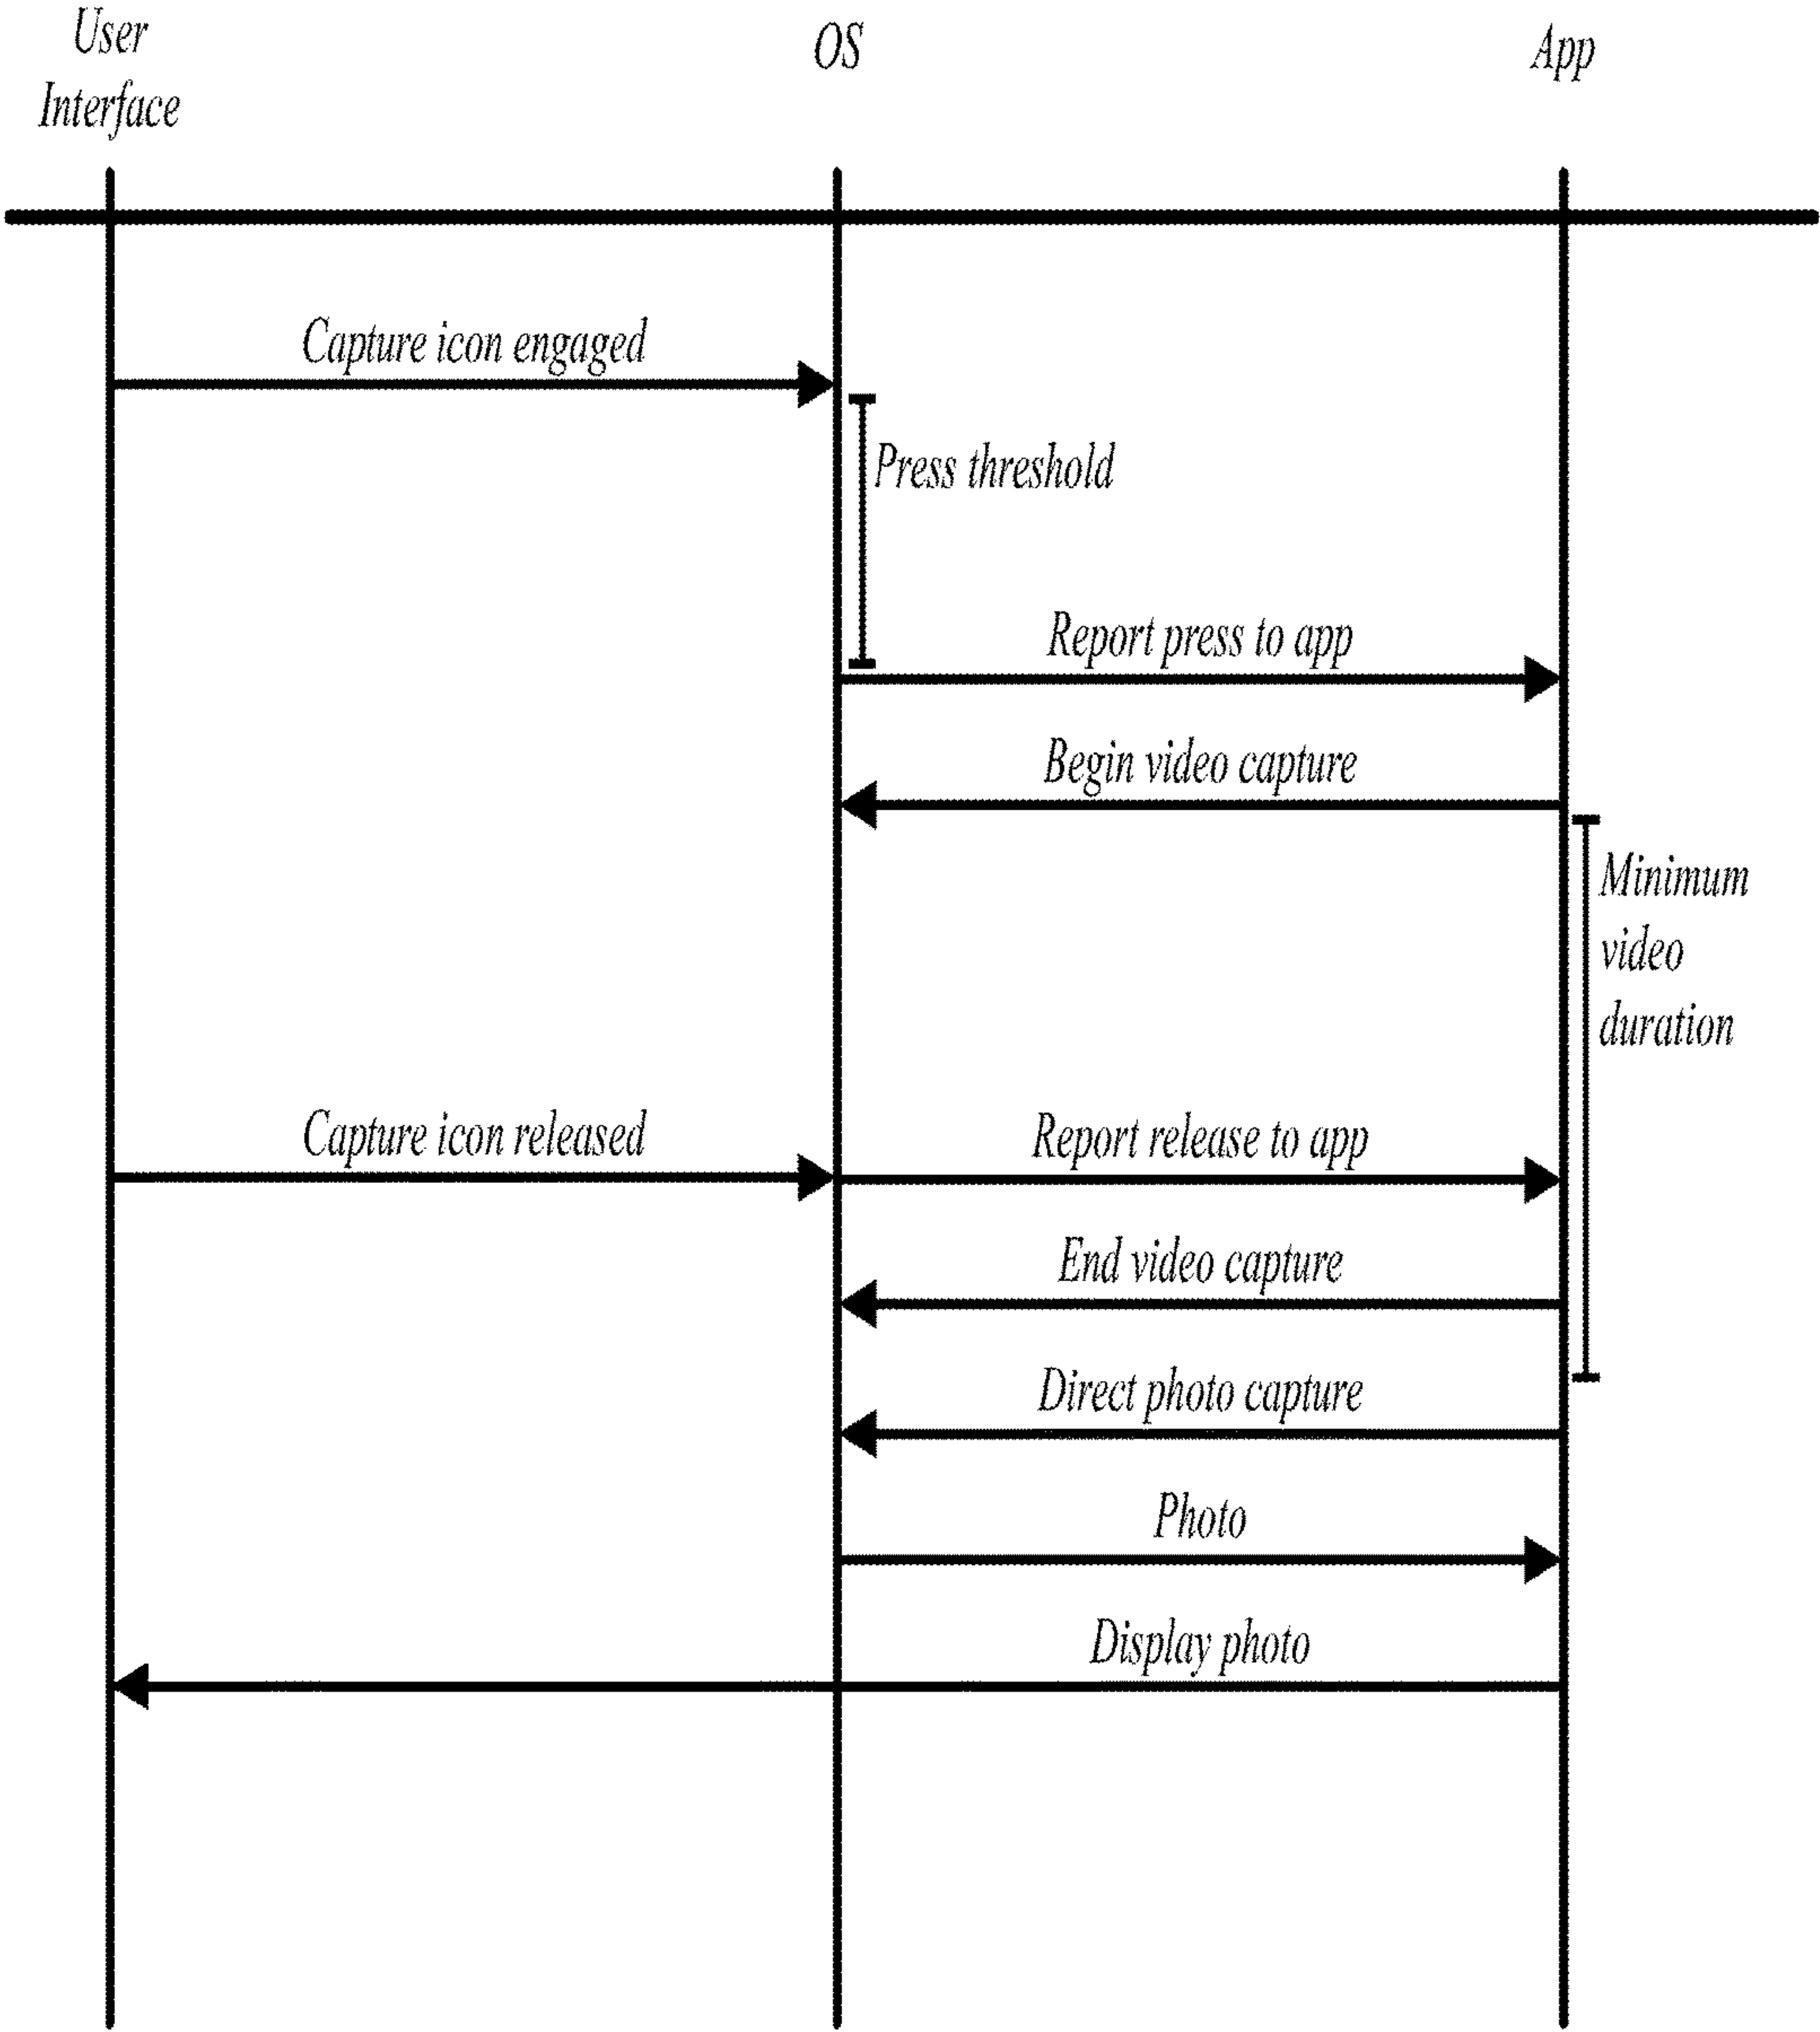 User
Interface
OS
App
Capture icon engaged
Press threshold
Report press to app
Begin video capture
Minimum
video
duration
Capture icon released
Report release to app
End video capture
Direct photo capture
Photo
Display photo